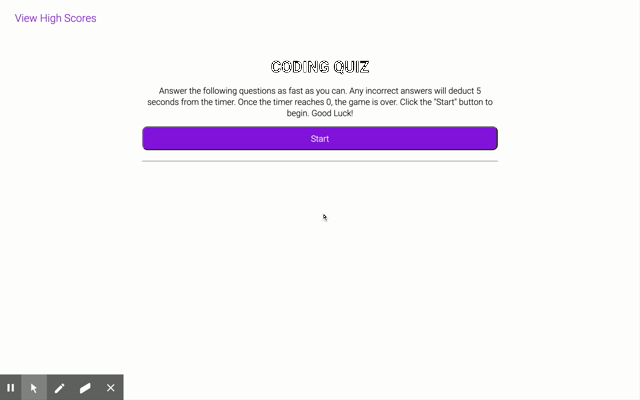 View High Scores
CODING QUIZ
Answer the following questions as fast as you can. Any incorrect answers will deduct 5
seconds from the timer. Once the timer reaches 0, the game is over. Click the "Start" button to
begin. Good Luck!
Start